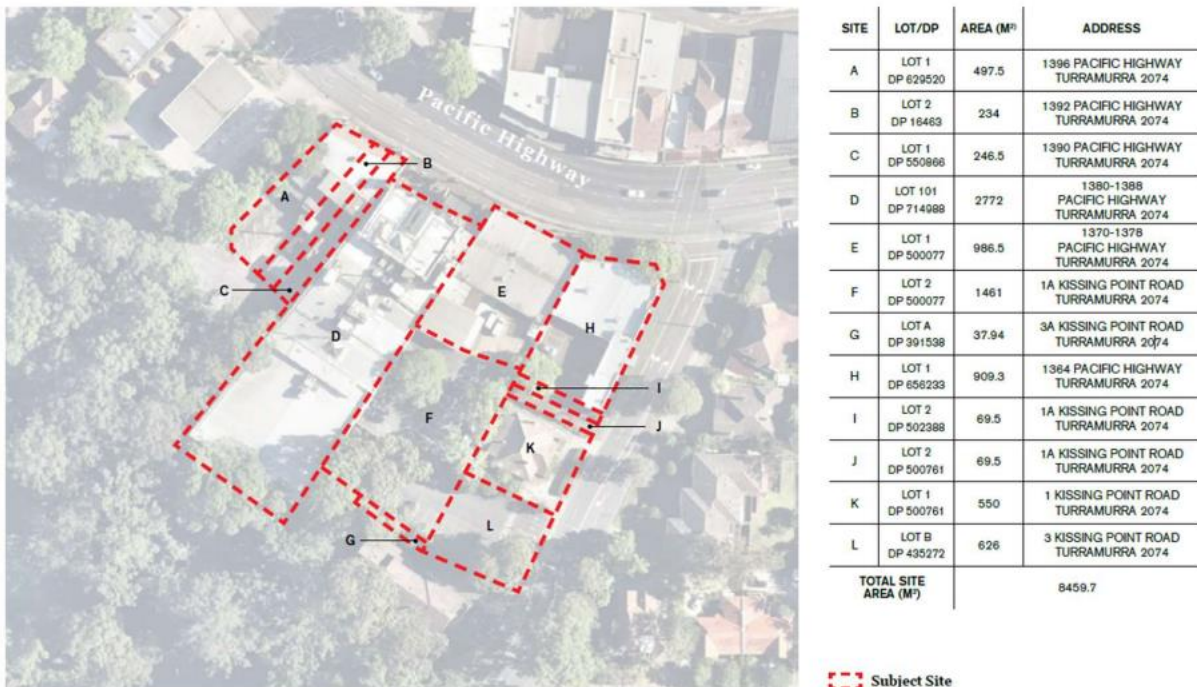 Pacific Highway
A
B
C
D
E
F
G
H
I
J
K
L
SITE LOT/DP AREA (M²) ADDRESS
A LOT 1 DP 629520 497.5 1396 PACIFIC HIGHWAY TURRAMURRA 2074
B LOT 2 DP 16463 234 1392 PACIFIC HIGHWAY TURRAMURRA 2074
C LOT 1 DP 550866 246.5 1390 PACIFIC HIGHWAY TURRAMURRA 2074
D LOT 101 DP 714988 2772 1380-1388 PACIFIC HIGHWAY TURRAMURRA 2074
E LOT 1 DP 500077 986.5 1370-1378 PACIFIC HIGHWAY TURRAMURRA 2074
F LOT 2 DP 500077 1461 1A KISSING POINT ROAD TURRAMURRA 2074
G LOT A DP 391538 37.94 3A KISSING POINT ROAD TURRAMURRA 2074
H LOT 1 DP 656233 909.3 1364 PACIFIC HIGHWAY TURRAMURRA 2074
I LOT 2 DP 502388 69.5 1A KISSING POINT ROAD TURRAMURRA 2074
J LOT 2 DP 500761 69.5 1A KISSING POINT ROAD TURRAMURRA 2074
K LOT 1 DP 500761 550 1 KISSING POINT ROAD TURRAMURRA 2074
L LOT B DP 435272 626 3 KISSING POINT ROAD TURRAMURRA 2074
TOTAL SITE AREA (M²) 8459.7
Subject Site